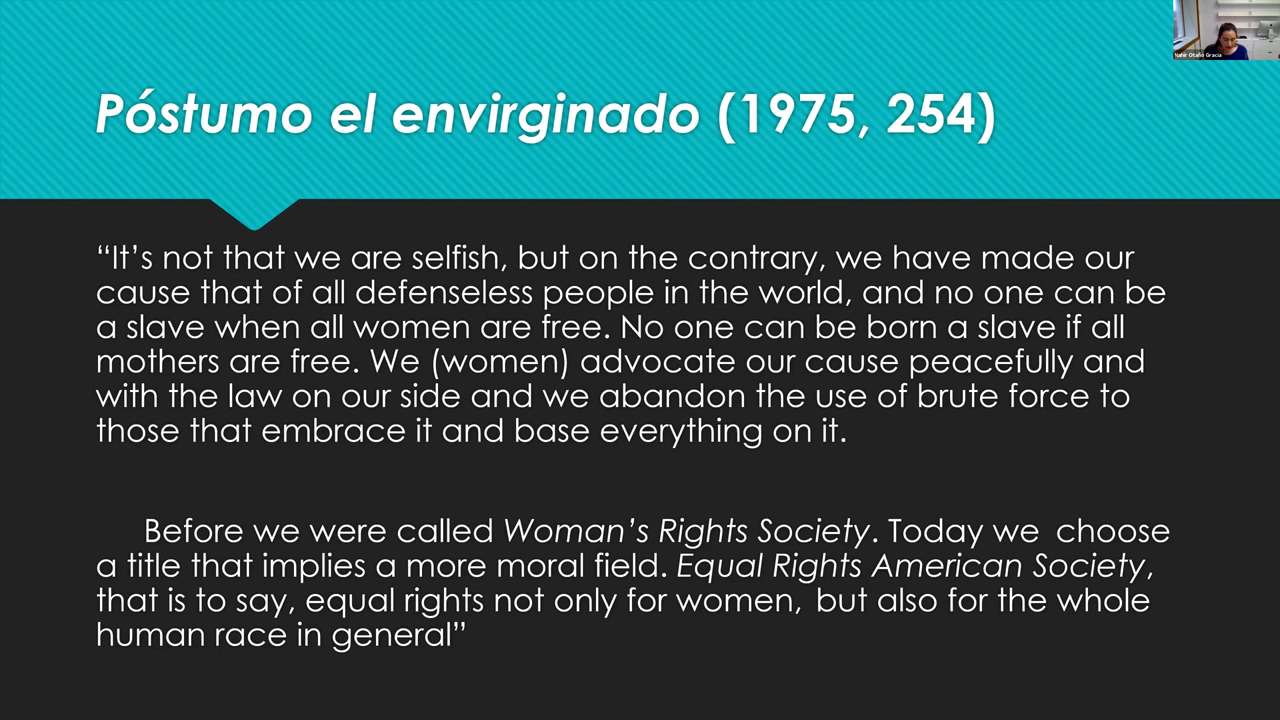 Nahir Otaño Gracia
Póstumo el envirginado (1975, 254)
“It’s not that we are selfish, but on the contrary, we have made our
cause that of all defenseless people in the world, and no one can be
a slave when all women are free. No one can be born a slave if all
mothers are free. We (women) advocate our cause peacefully and
with the law on our side and we abandon the use of brute force to
those that embrace it and base everything on it.
Before we were called Woman’s Rights Society. Today we choose
a title that implies a more moral field. Equal Rights American Society,
that is to say, equal rights not only for women, but also for the whole
human race in general”